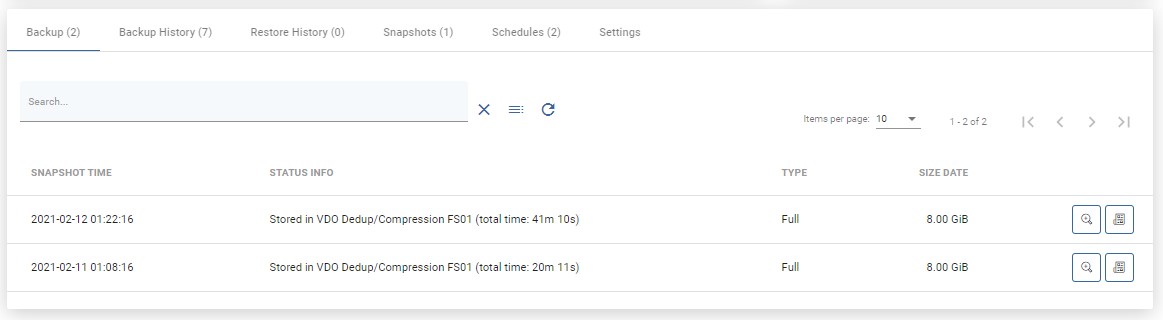 Backup (2) Backup History (7) Restore History (0) Snapshots (1) Schedules (2) Settings
Search...
Items per page: 10 1 - 2 of 2
SNAPSHOT TIME STATUS INFO TYPE SIZE DATE
2021-02-12 01:22:16 Stored in VDO Dedup/Compression FS01 (total time: 41m 10s) Full 8.00 GiB
2021-02-11 01:08:16 Stored in VDO Dedup/Compression FS01 (total time: 20m 11s) Full 8.00 GiB